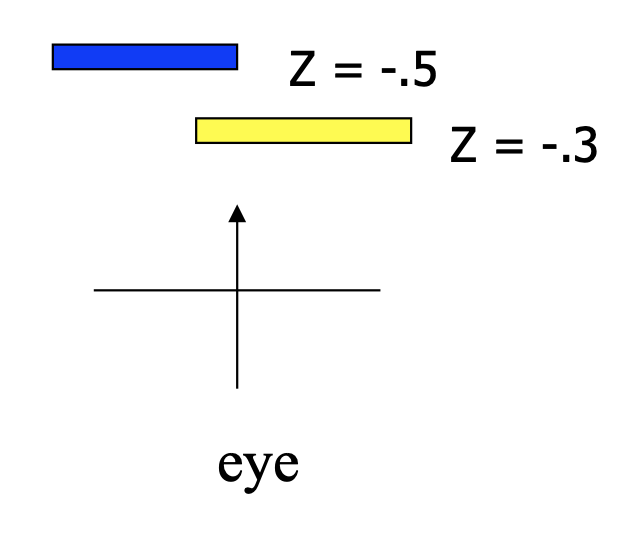 Z = -.5
Z = -.3
eye